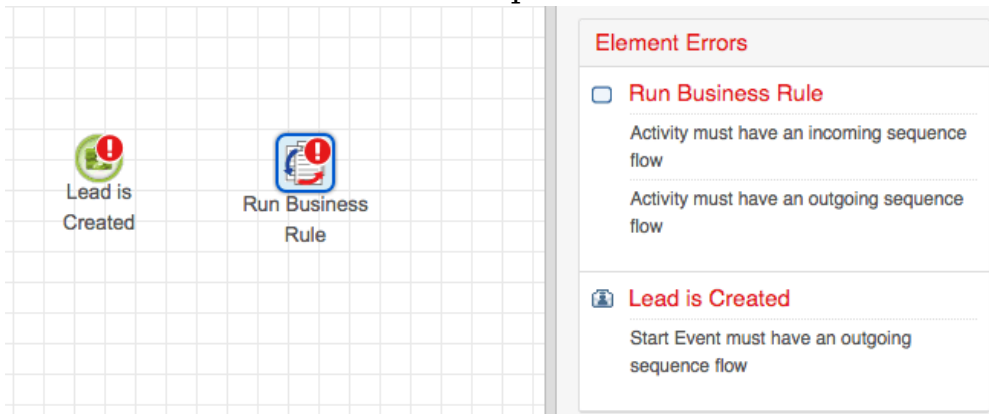 Element Errors
Run Business Rule
Activity must have an incoming sequence
flow
Activity must have an outgoing sequence
flow
Lead is Created
Start Event must have an outgoing
sequence flow
Lead is
Created
Run Business
Rule